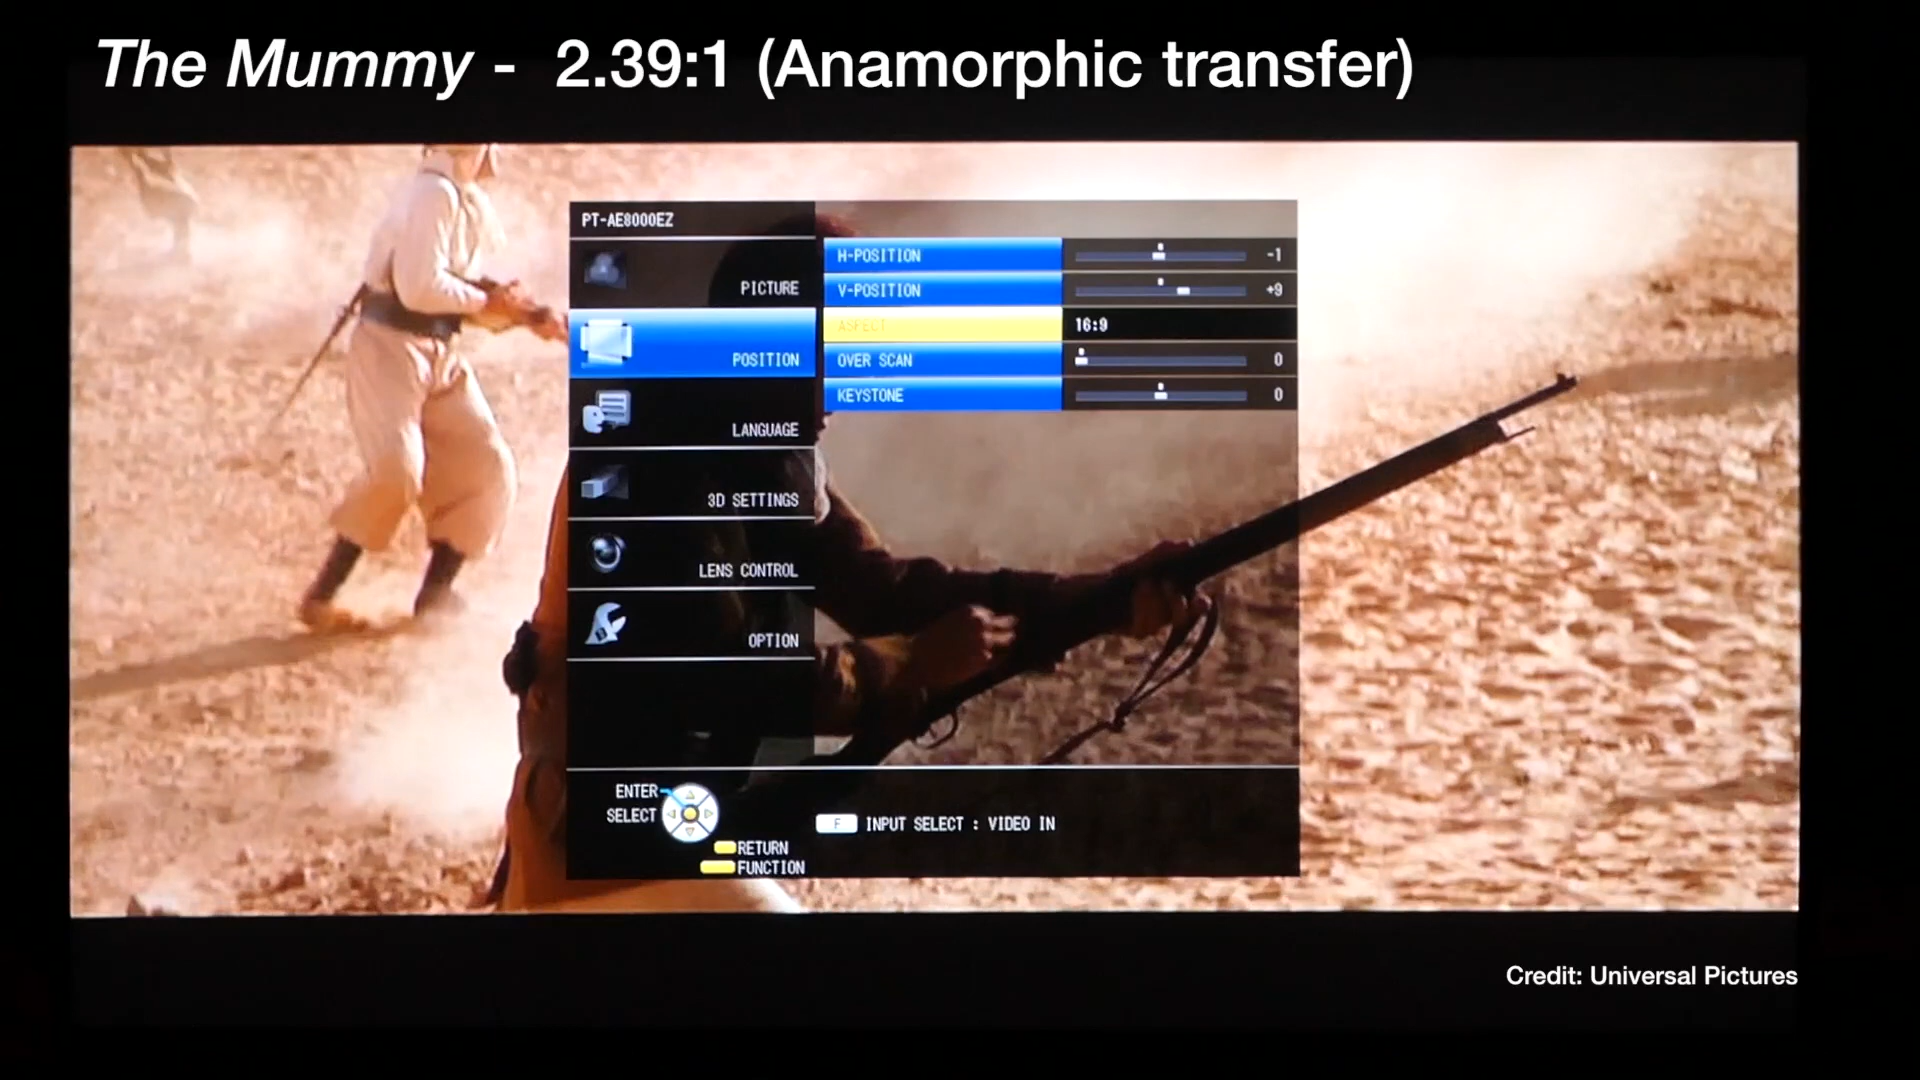 The Mummy - 2.39:1 (Anamorphic transfer)
PT-AE8000EZ
PICTURE
POSITION
LANGUAGE
3D SETTINGS
LENS CONTROL
OPTION
H-POSITION -1
V-POSITION +9
ASPECT 16:9
OVER SCAN 0
KEYSTONE 0
ENTER
SELECT
RETURN
FUNCTION
F INPUT SELECT : VIDEO IN
Credit: Universal Pictures